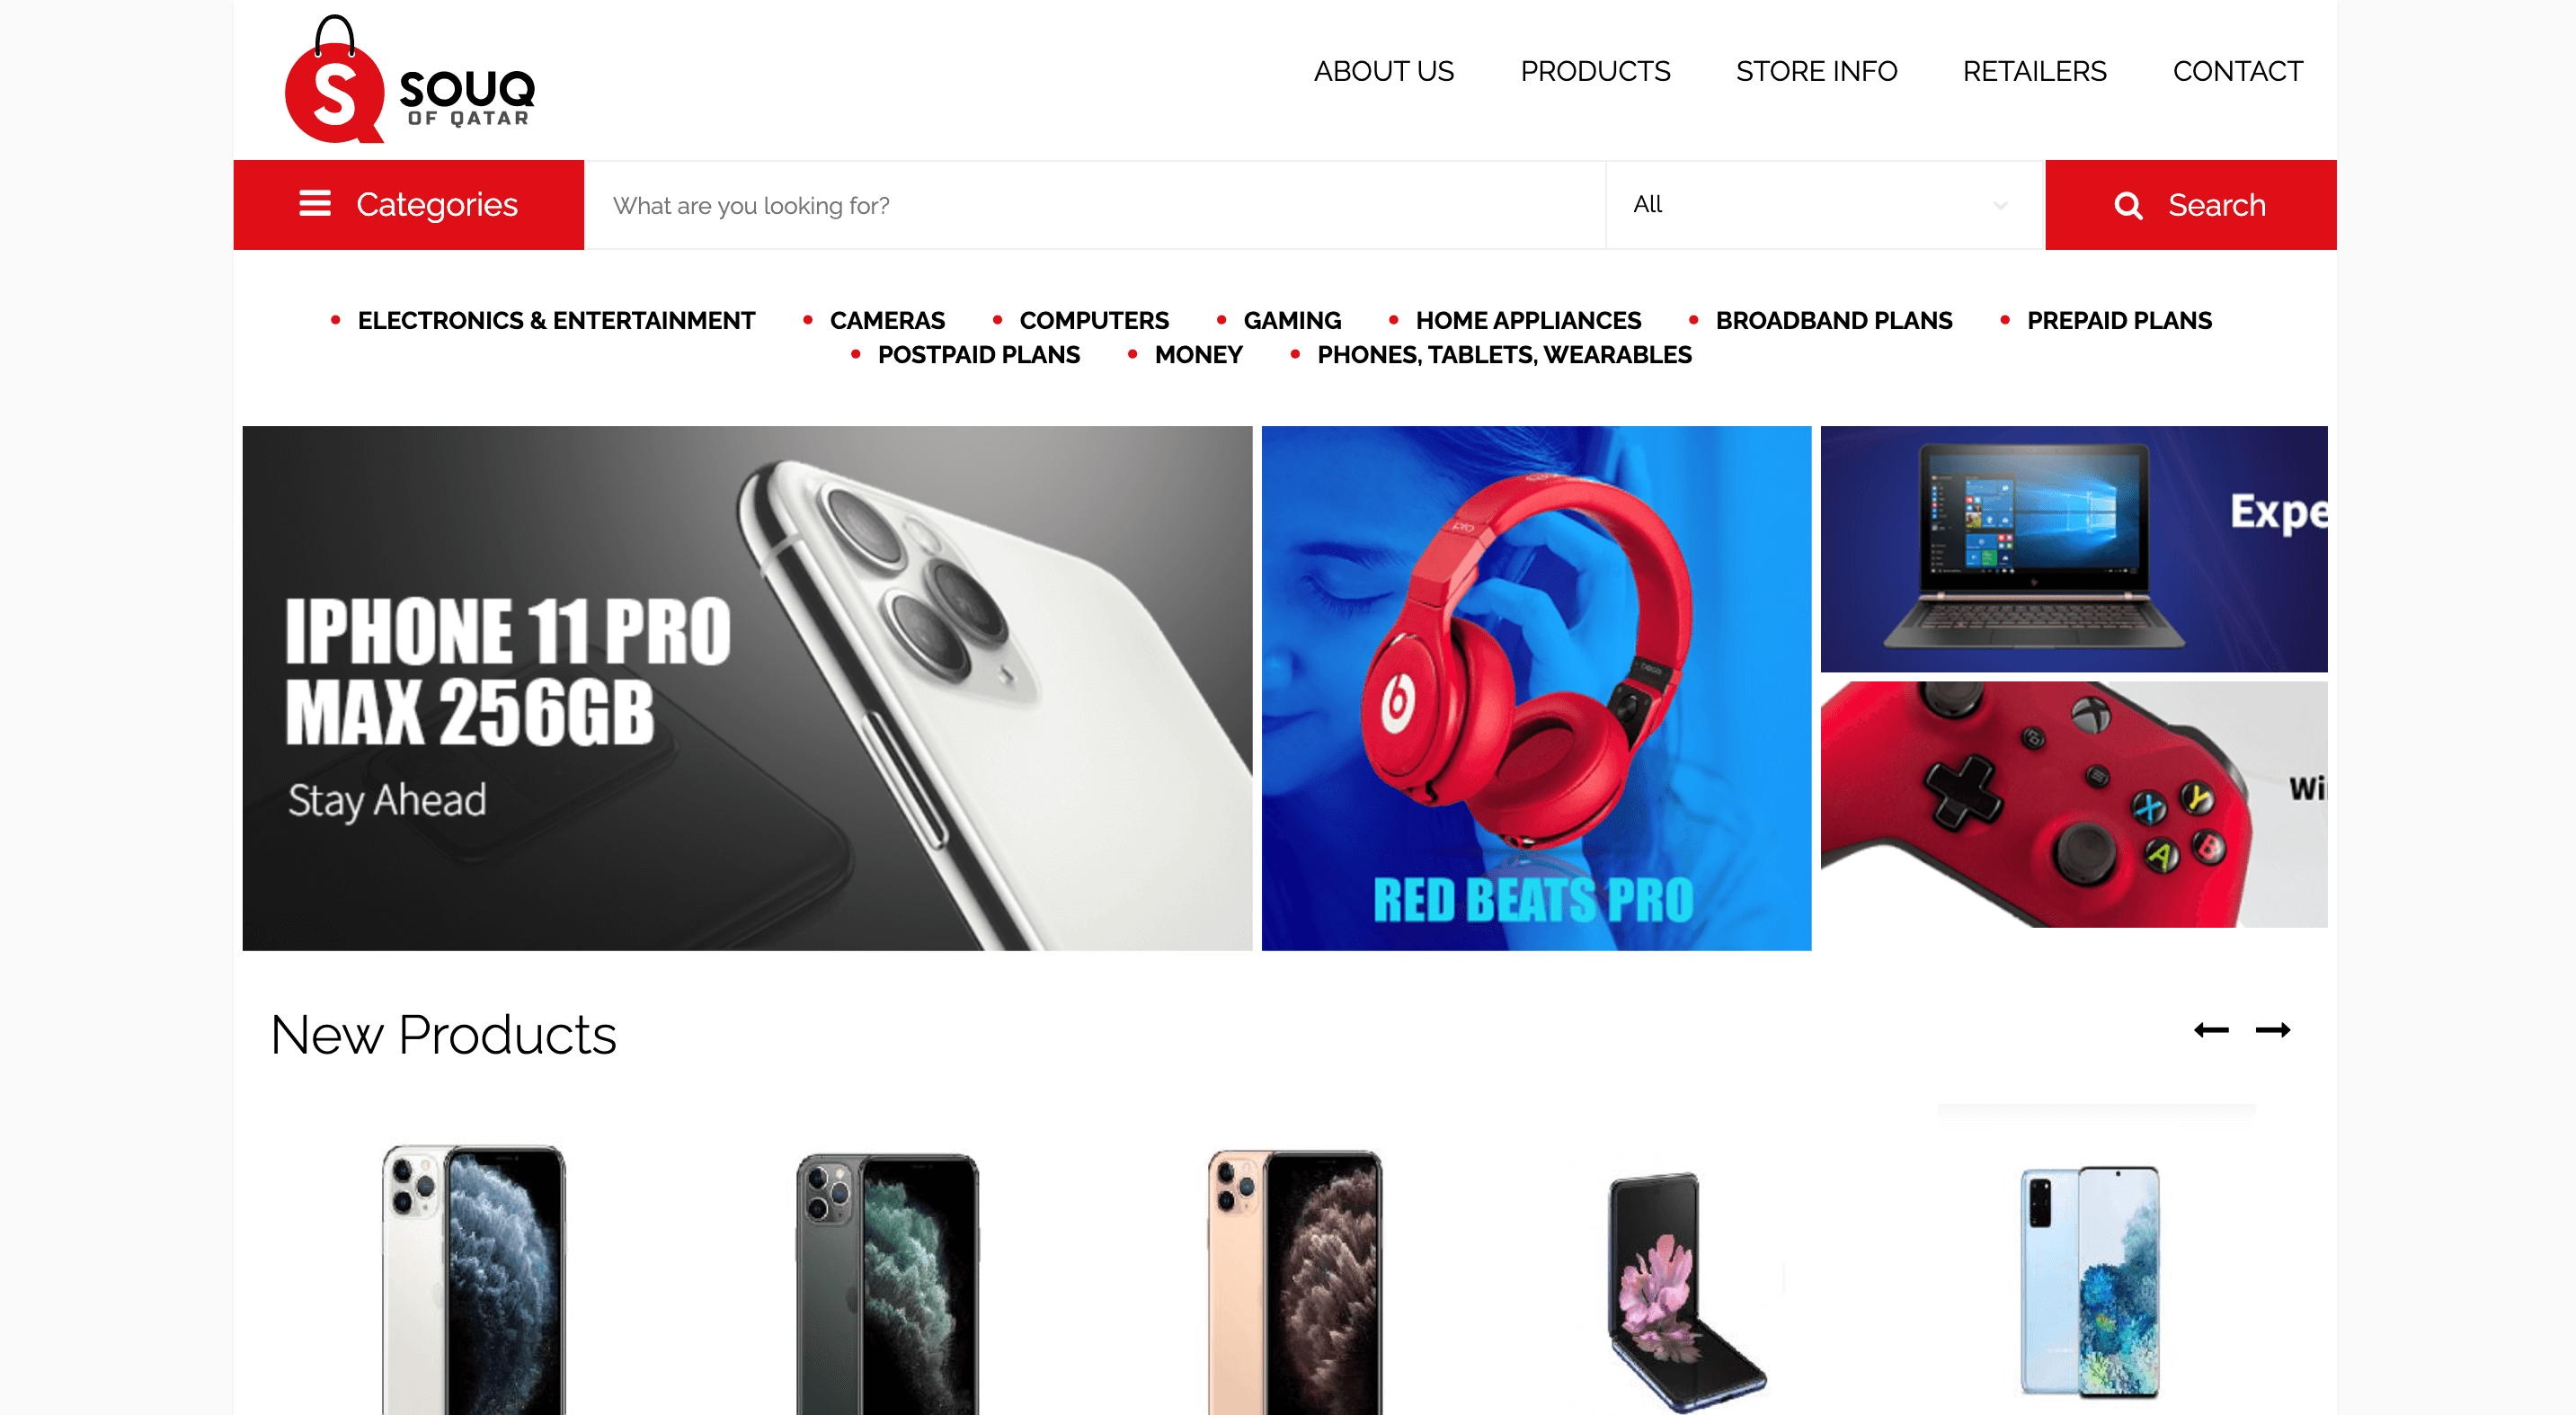 S
SOUQ
OF QATAR
ABOUT US
PRODUCTS
STORE INFO
RETAILERS
CONTACT
Categories
What are you looking for?
All
Search
• ELECTRONICS & ENTERTAINMENT • CAMERAS • COMPUTERS • GAMING • HOME APPLIANCES • BROADBAND PLANS • PREPAID PLANS
• POSTPAID PLANS • MONEY • PHONES, TABLETS, WEARABLES
IPHONE 11 PRO
MAX 256GB
Stay Ahead
pro
b
beats
RED BEATS PRO
Expe
Wi
X
Y
A
B
New Products